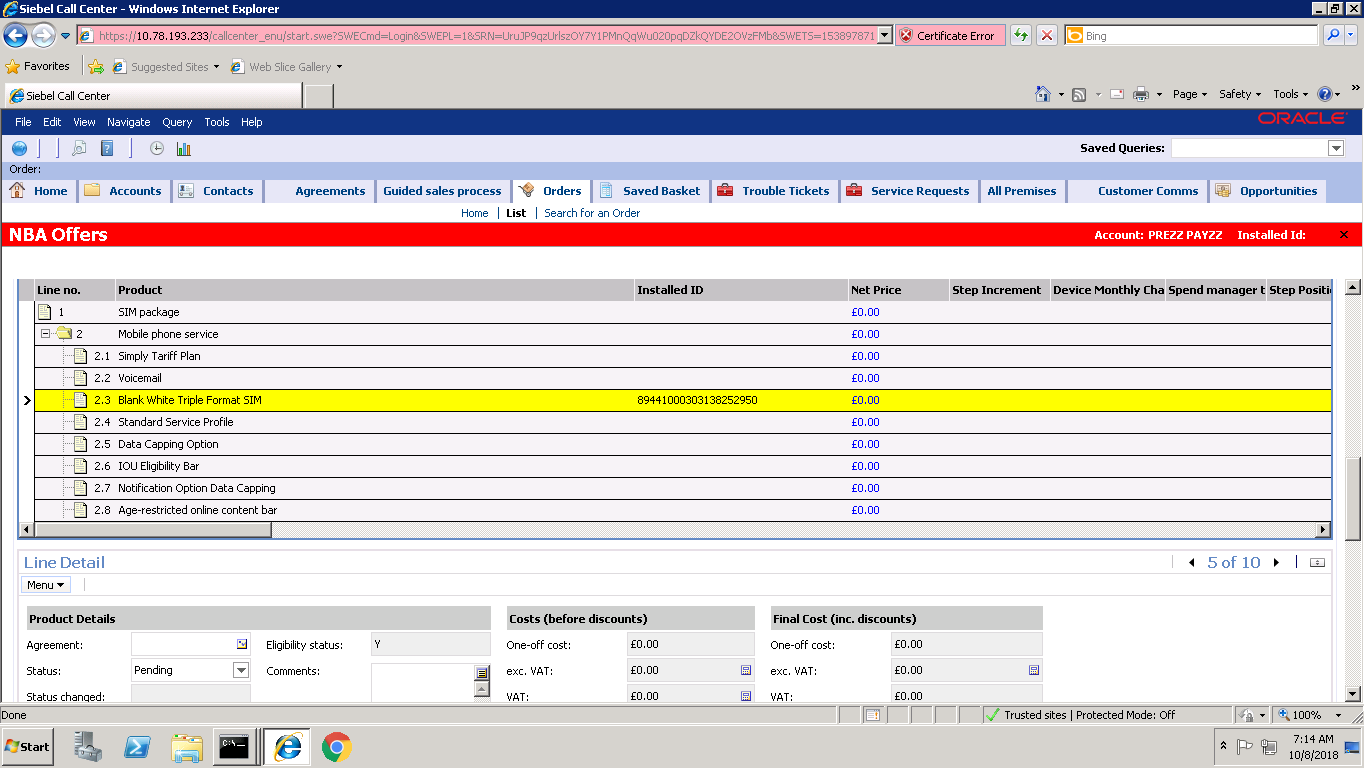 Siebel Call Center - Windows Internet Explorer
https://10.78.193.233/callcenter_enu/start.swe?SWECmd=Login&SWEPL=1&SRN=UruJP9qzUrlszOY7Y1PMnQqWu020pqDZkQYDE2OVzFMb&SWETS=153897871 Certificate Error Bing
Favorites Suggested Sites Web Slice Gallery
Siebel Call Center Page Safety Tools
File Edit View Navigate Query Tools Help ORACLE
Saved Queries:
Order:
Home Accounts Contacts Agreements Guided sales process Orders Saved Basket Trouble Tickets Service Requests All Premises Customer Comms Opportunities
Home List Search for an Order
NBA Offers Account: PREZZ PAYZZ Installed Id:
Line no. Product Installed ID Net Price Step Increment Device Monthly Cha Spend manager t Step Positi
1 SIM package £0.00
2 Mobile phone service £0.00
2.1 Simply Tariff Plan £0.00
2.2 Voicemail £0.00
2.3 Blank White Triple Format SIM 89441000303138252950 £0.00
2.4 Standard Service Profile £0.00
2.5 Data Capping Option £0.00
2.6 IOU Eligibility Bar £0.00
2.7 Notification Option Data Capping £0.00
2.8 Age-restricted online content bar £0.00
Line Detail 5 of 10
Menu
Product Details Costs (before discounts) Final Cost (inc. discounts)
Agreement: Eligibility status: Y One-off cost: £0.00 One-off cost: £0.00
Status: Pending Comments: exc. VAT: £0.00 exc. VAT: £0.00
Status changed: VAT: £0.00 VAT: £0.00
Done Trusted sites | Protected Mode: Off 100%
Start 7:14 AM
10/8/2018